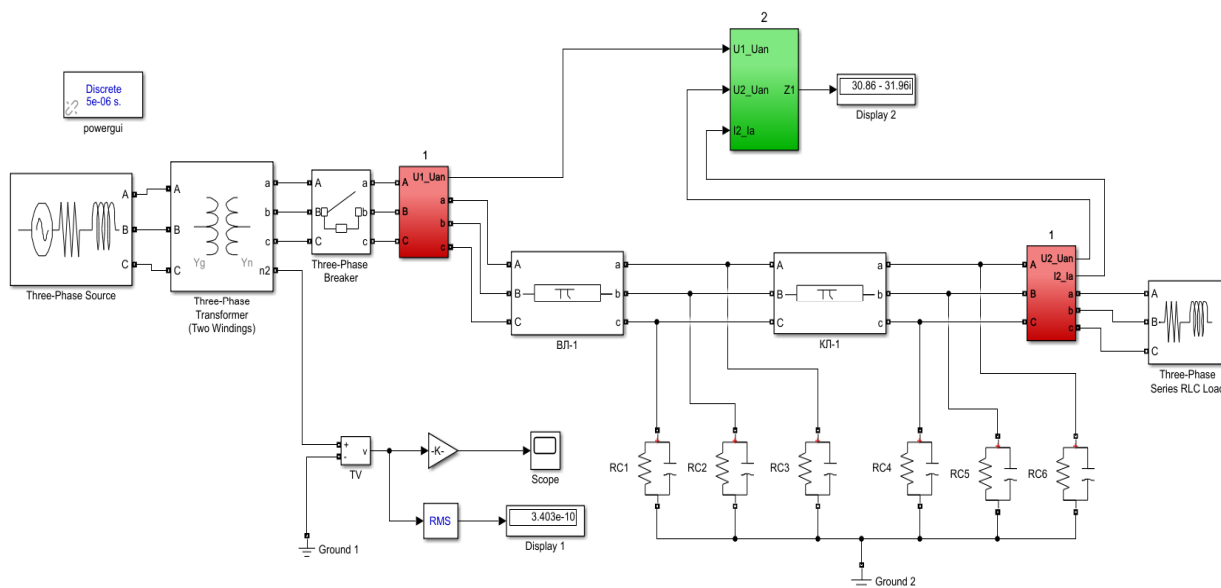 2
U1_Uan
U2_Uan
I2_Ia
Z1
30.86 - 31.96i
Display 2
Discrete
5e-06 s.
powergui
A
B
C
Three-Phase Source
A
B
C
a
b
c
n2
Yg
Yn
Three-Phase
Transformer
(Two Windings)
A
B
C
a
b
c
Three-Phase
Breaker
1
U1_Uan
A
B
C
a
b
c
A
B
C
a
b
c
ВЛ-1
A
B
C
a
b
c
КЛ-1
1
U2_Uan
I2_Ia
A
B
C
a
b
c
A
B
C
Three-Phase
Series RLC Load
+
-
v
TV
-K-
Scope
RMS
3.403e-10
Display 1
Ground 1
RC1
RC2
RC3
RC4
RC5
RC6
Ground 2